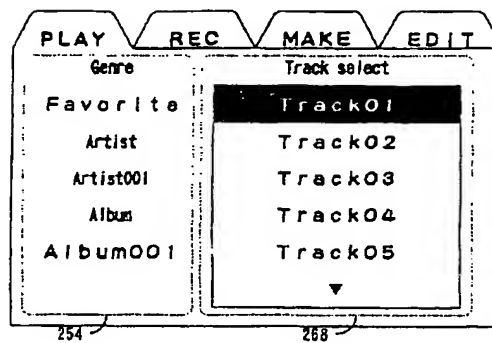 PLAY REC MAKE EDIT
Genre
Favorite
Artist
Artist001
Album
Album001
Track select
Track01
Track02
Track03
Track04
Track05
▼
254
268